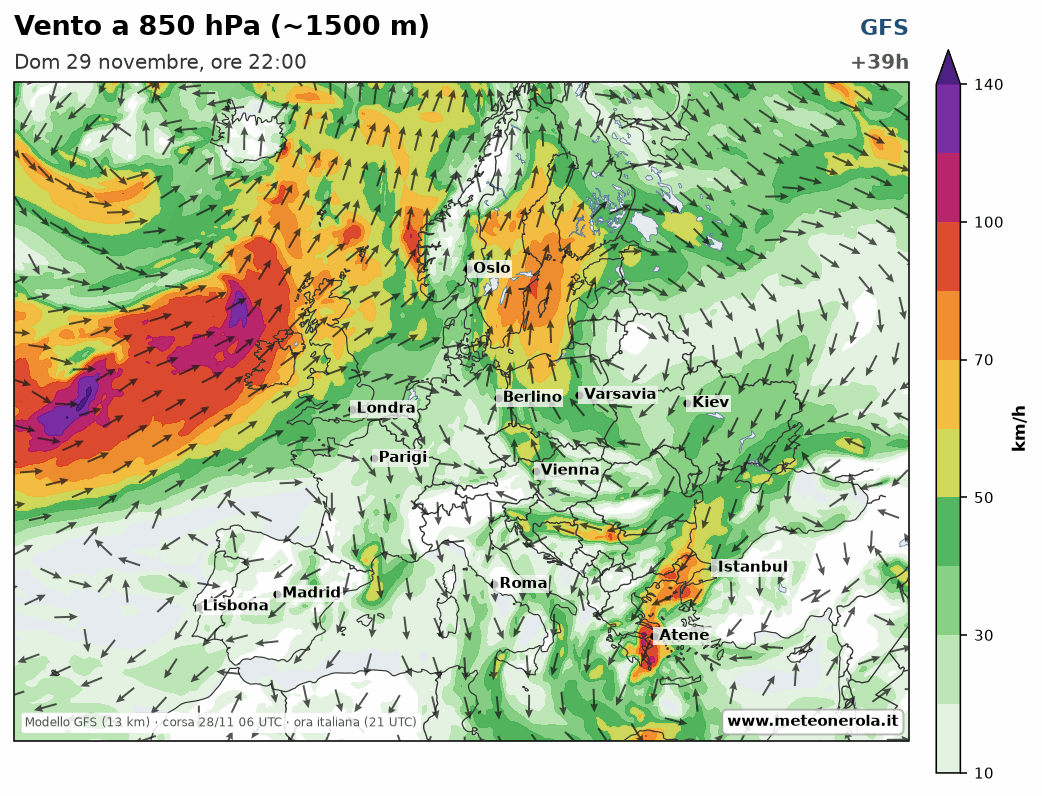 Vento a 850 hPa (~1500 m)
GFS
Dom 29 novembre, ore 22:00
+39h
140
100
70
50
30
10
km/h
Oslo
Berlino
Varsavia
Kiev
Londra
Parigi
Vienna
Istanbul
Roma
Madrid
Lisbona
Atene
Modello GFS (13 km) · corsa 28/11 06 UTC · ora italiana (21 UTC)
www.meteonerola.it